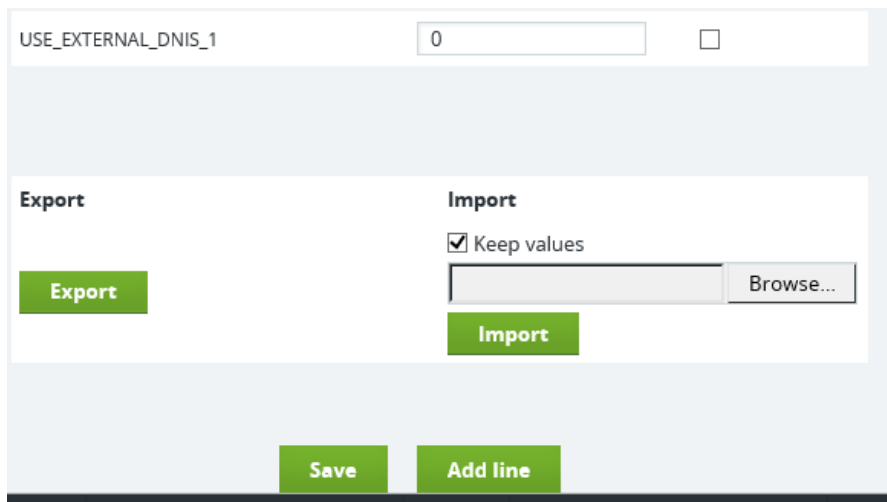 USE_EXTERNAL_DNIS_1 0
Export Import
Keep values
Export Browse...
Import
Save Add line